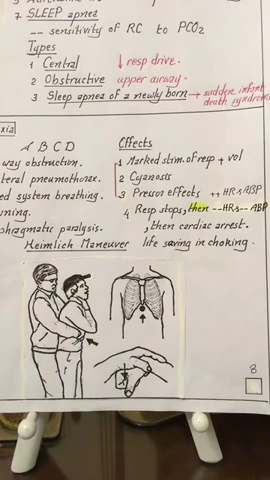 7 SLEEP apnea
-- sensitivity of RC to PCO2
Types
1 Central ↓ resp drive.
2 Obstructive upper airway.
3 Sleep apnea of a newly born → sudden infant
death syndrome
A B C D Effects
way obstruction. 1 Marked stim. of resp + vol
teral pneumothorax. 2 Cyanosis
ed system breathing. 3 Pressor effects ++ HR & ABP
ning. 4 Resp stops, then --HR &-- ABP
phragmatic paralysis. , then cardiac arrest.
Heimlich Maneuver life saving in choking.
8